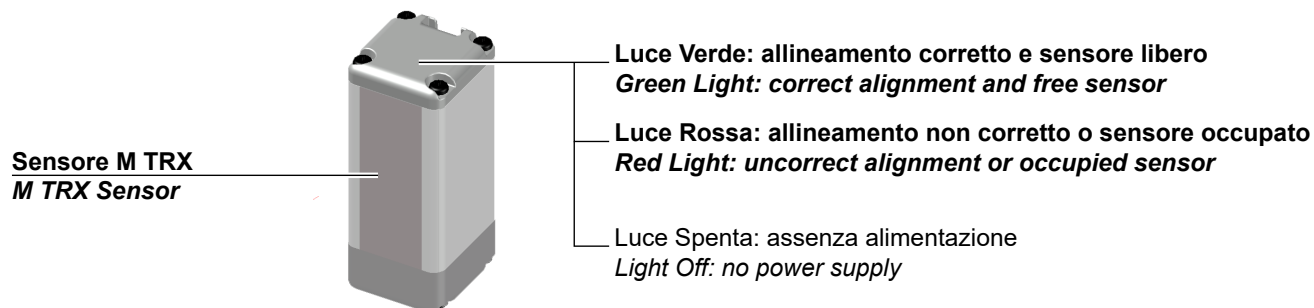 Luce Verde: allineamento corretto e sensore libero
Green Light: correct alignment and free sensor
Luce Rossa: allineamento non corretto o sensore occupato
Red Light: uncorrect alignment or occupied sensor
Sensore M TRX
M TRX Sensor
Luce Spenta: assenza alimentazione
Light Off: no power supply